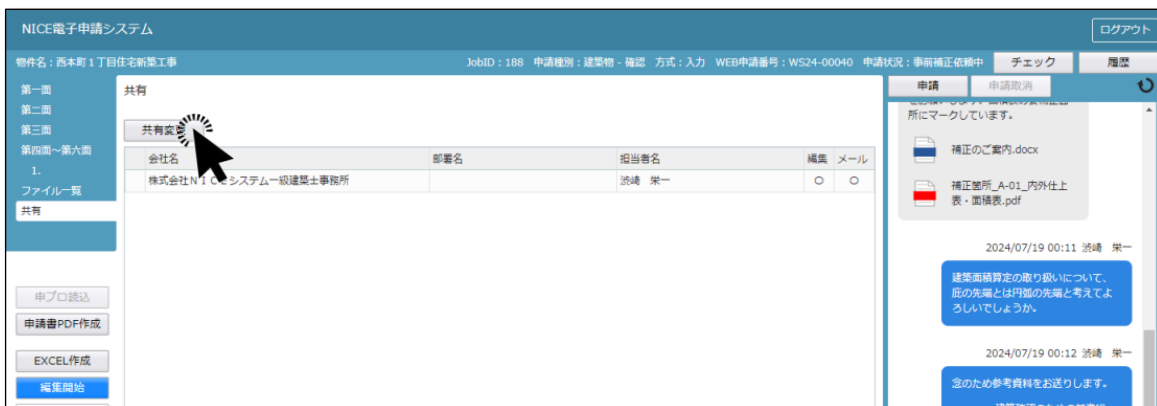 NICE電子申請システム
ログアウト
物件名：西本町１丁目住宅新築工事
JobID：188 申請種別：建築物 - 確認 方式：入力 WEB申請番号：WS24-00040 申請状況：事前補正依頼中
チェック
履歴
第一面
第二面
第三面
第四面～第六面
1.
ファイル一覧
共有
申プロ読込
申請書PDF作成
EXCEL作成
編集開始
共有
共有変
会社名 部署名 担当者名 編集 メール
株式会社ＮＩＣＥシステム一級建築士事務所 渋崎 栄一 ○ ○
申請
申請取消
所にマークしています。
補正のご案内.docx
補正箇所_A-01_内外仕上
表・面積表.pdf
2024/07/19 00:11 渋崎 栄一
建築面積算定の取り扱いについて、
庇の先端とは円弧の先端と考えてよ
ろしいでしょうか。
2024/07/19 00:12 渋崎 栄一
念のため参考資料をお送りします。